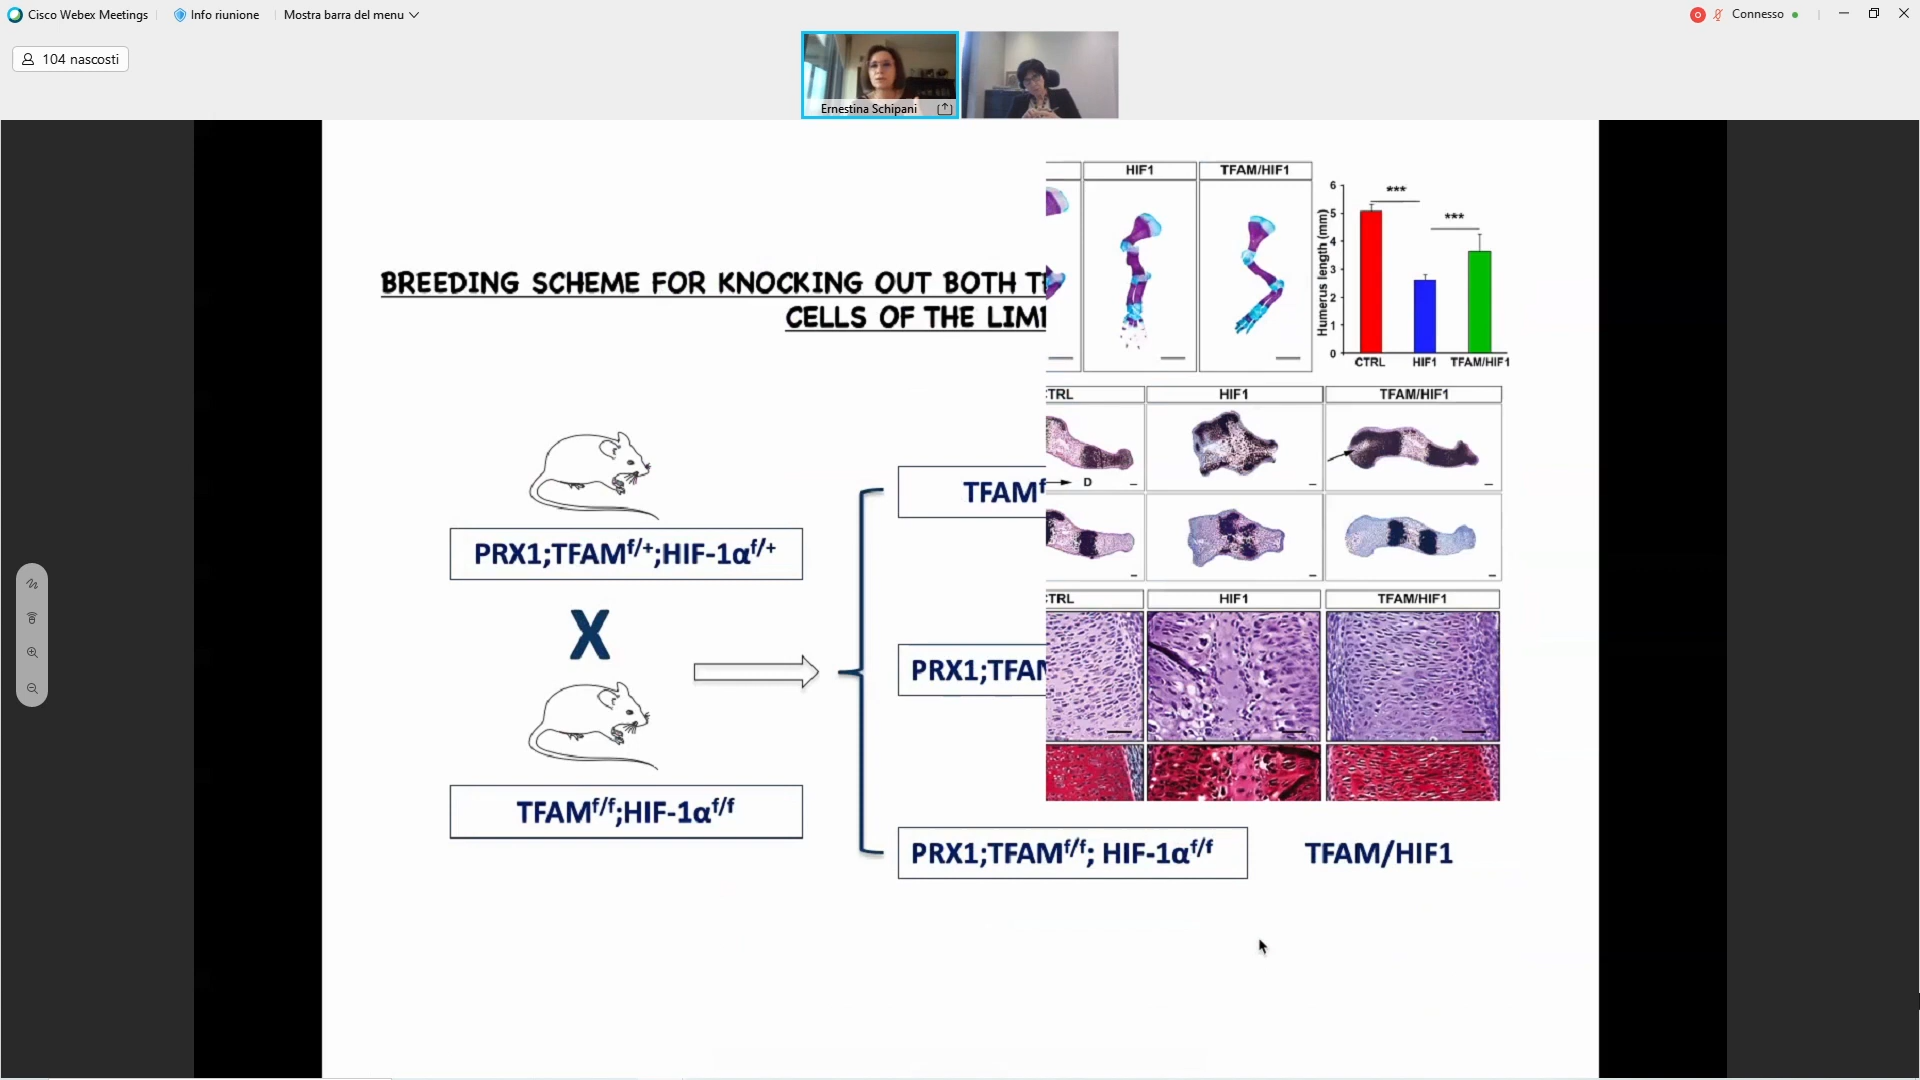 Cisco Webex Meetings
Info riunione
Mostra barra del menu
Connesso
104 nascosti
Ernestina Schipani
BREEDING SCHEME FOR KNOCKING OUT BOTH
CELLS OF THE
PRX1;TFAMf/+;HIF-1αf/+
X
TFAMf/f;HIF-1αf/f
TFAMf
PRX1;
PRX1;TFAMf/f; HIF-1αf/f
TFAM/HIF1
HIF1
TFAM/HIF1
Humerus length (mm)
6
5
4
3
2
1
0
***
***
CTRL
HIF1
TFAM/HIF1
TRL
HIF1
TFAM/HIF1
D
TRL
HIF1
TFAM/HIF1